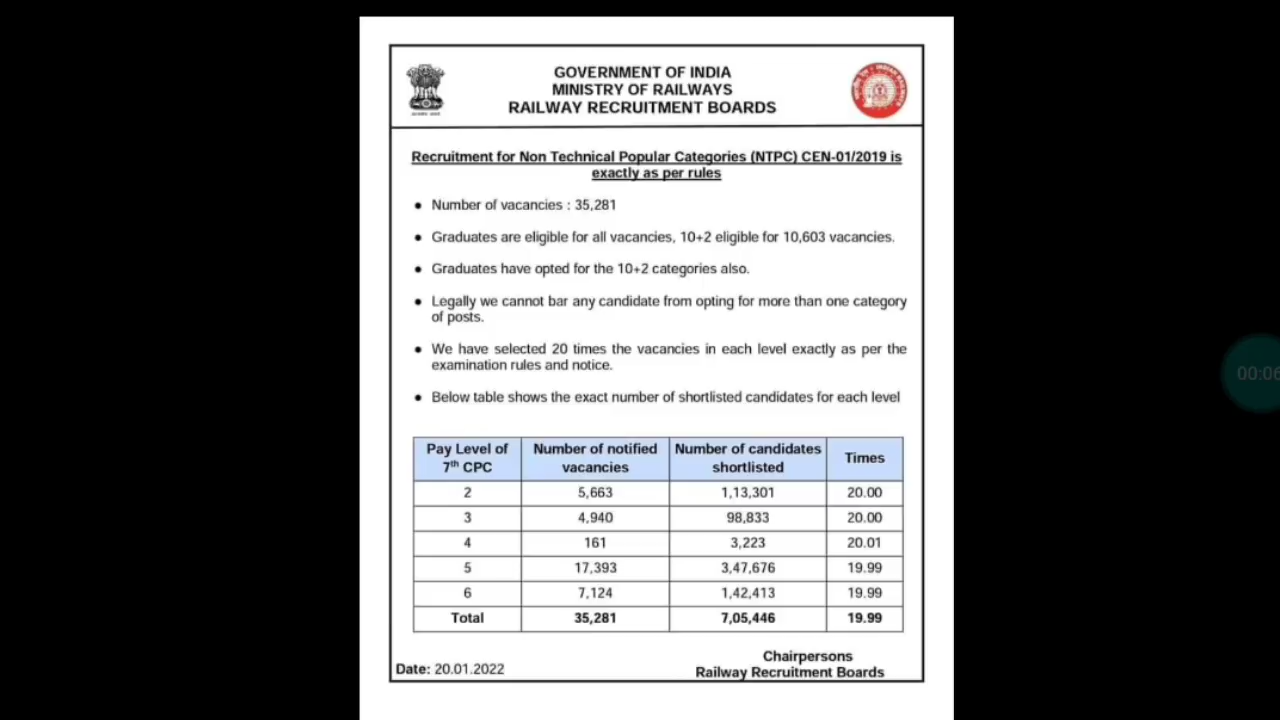 GOVERNMENT OF INDIA
MINISTRY OF RAILWAYS
RAILWAY RECRUITMENT BOARDS
Recruitment for Non Technical Popular Categories (NTPC) CEN-01/2019 is
exactly as per rules
• Number of vacancies : 35,281
• Graduates are eligible for all vacancies, 10+2 eligible for 10,603 vacancies.
• Graduates have opted for the 10+2 categories also.
• Legally we cannot bar any candidate from opting for more than one category
of posts.
• We have selected 20 times the vacancies in each level exactly as per the
examination rules and notice.
• Below table shows the exact number of shortlisted candidates for each level
Pay Level of 7th CPC Number of notified vacancies Number of candidates shortlisted Times
2 5,663 1,13,301 20.00
3 4,940 98,833 20.00
4 161 3,223 20.01
5 17,393 3,47,676 19.99
6 7,124 1,42,413 19.99
Total 35,281 7,05,446 19.99
Chairpersons
Date: 20.01.2022 Railway Recruitment Boards
00:06